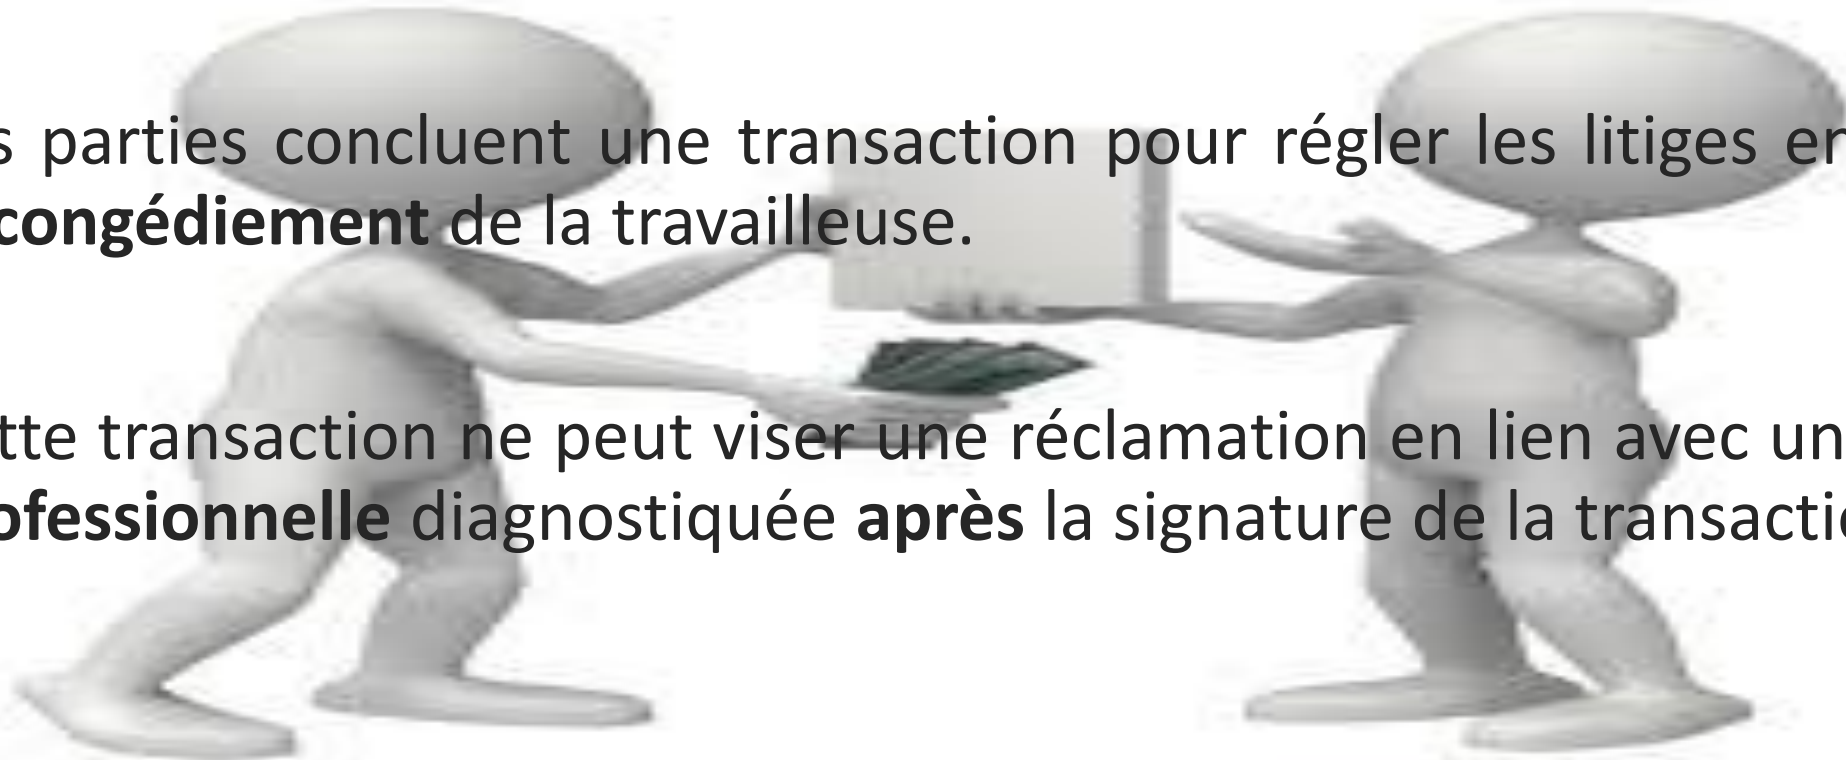 s parties concluent une transaction pour régler les litiges en
congédiement de la travailleuse.
tte transaction ne peut viser une réclamation en lien avec un
ofessionnelle diagnostiquée après la signature de la transactio